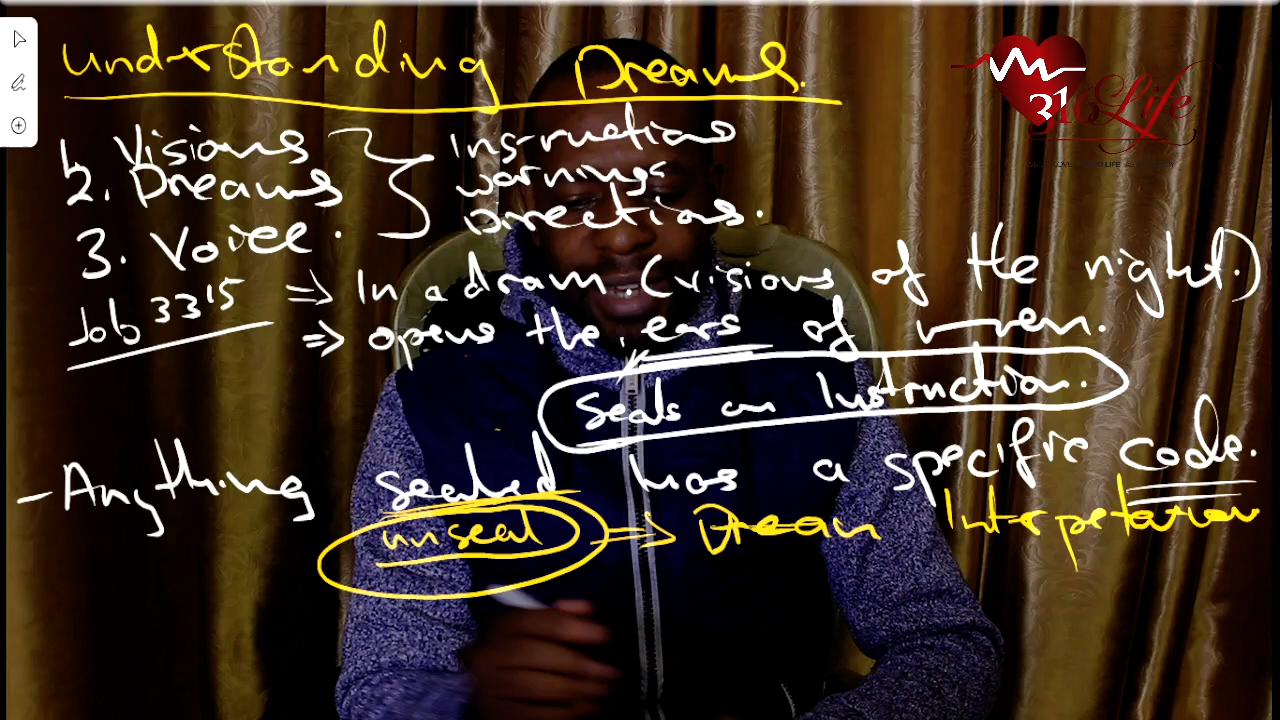 Understanding Dreams.
1. Visions
2. Dreams
3. Voice.
Instructions
warnings
Directions.
Job 33 15 => In a dream. (visions of the night.)
=> opens the ears of men.
Seals an Instruction.
- Anything sealed has a specific code.
unseal => Dream Interpetation
316Life